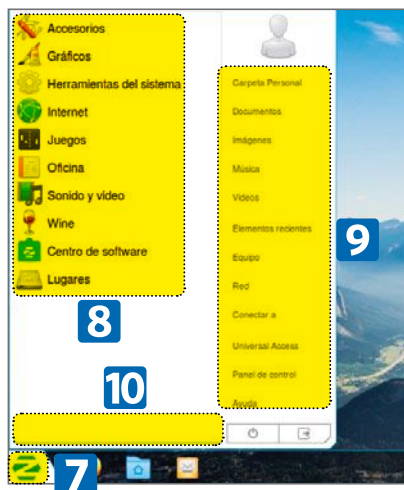 Accesorios
Gráficos
Herramientas del sistema
Internet
Juegos
Oficina
Sonido y video
Wine
Centro de software
Lugares
8
Carpeta Personal
Documentos
Imágenes
Música
Vídeos
Elementos recientes
Equipo
Red
Conectar a
Universal Access
Panel de control
Ayuda
9
10
7